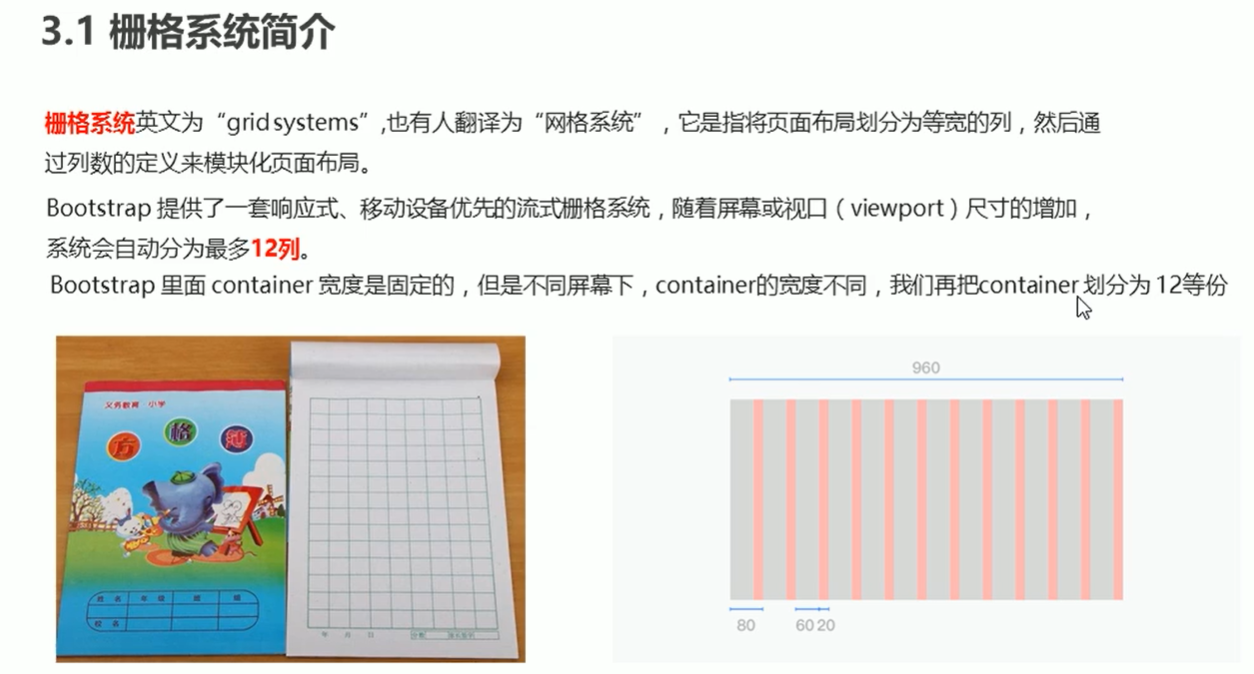 3.1 栅格系统简介
栅格系统英文为“grid systems”,也有人翻译为“网格系统”，它是指将页面布局划分为等宽的列，然后通
过列数的定义来模块化页面布局。
Bootstrap 提供了一套响应式、移动设备优先的流式栅格系统，随着屏幕或视口（viewport）尺寸的增加，
系统会自动分为最多12列。
Bootstrap 里面 container 宽度是固定的，但是不同屏幕下，container的宽度不同，我们再把container 划分为 12等份
义务教育 小学
方格簿
姓 名 年 级 班 组
校 名
年 月 日
960
80 60 20